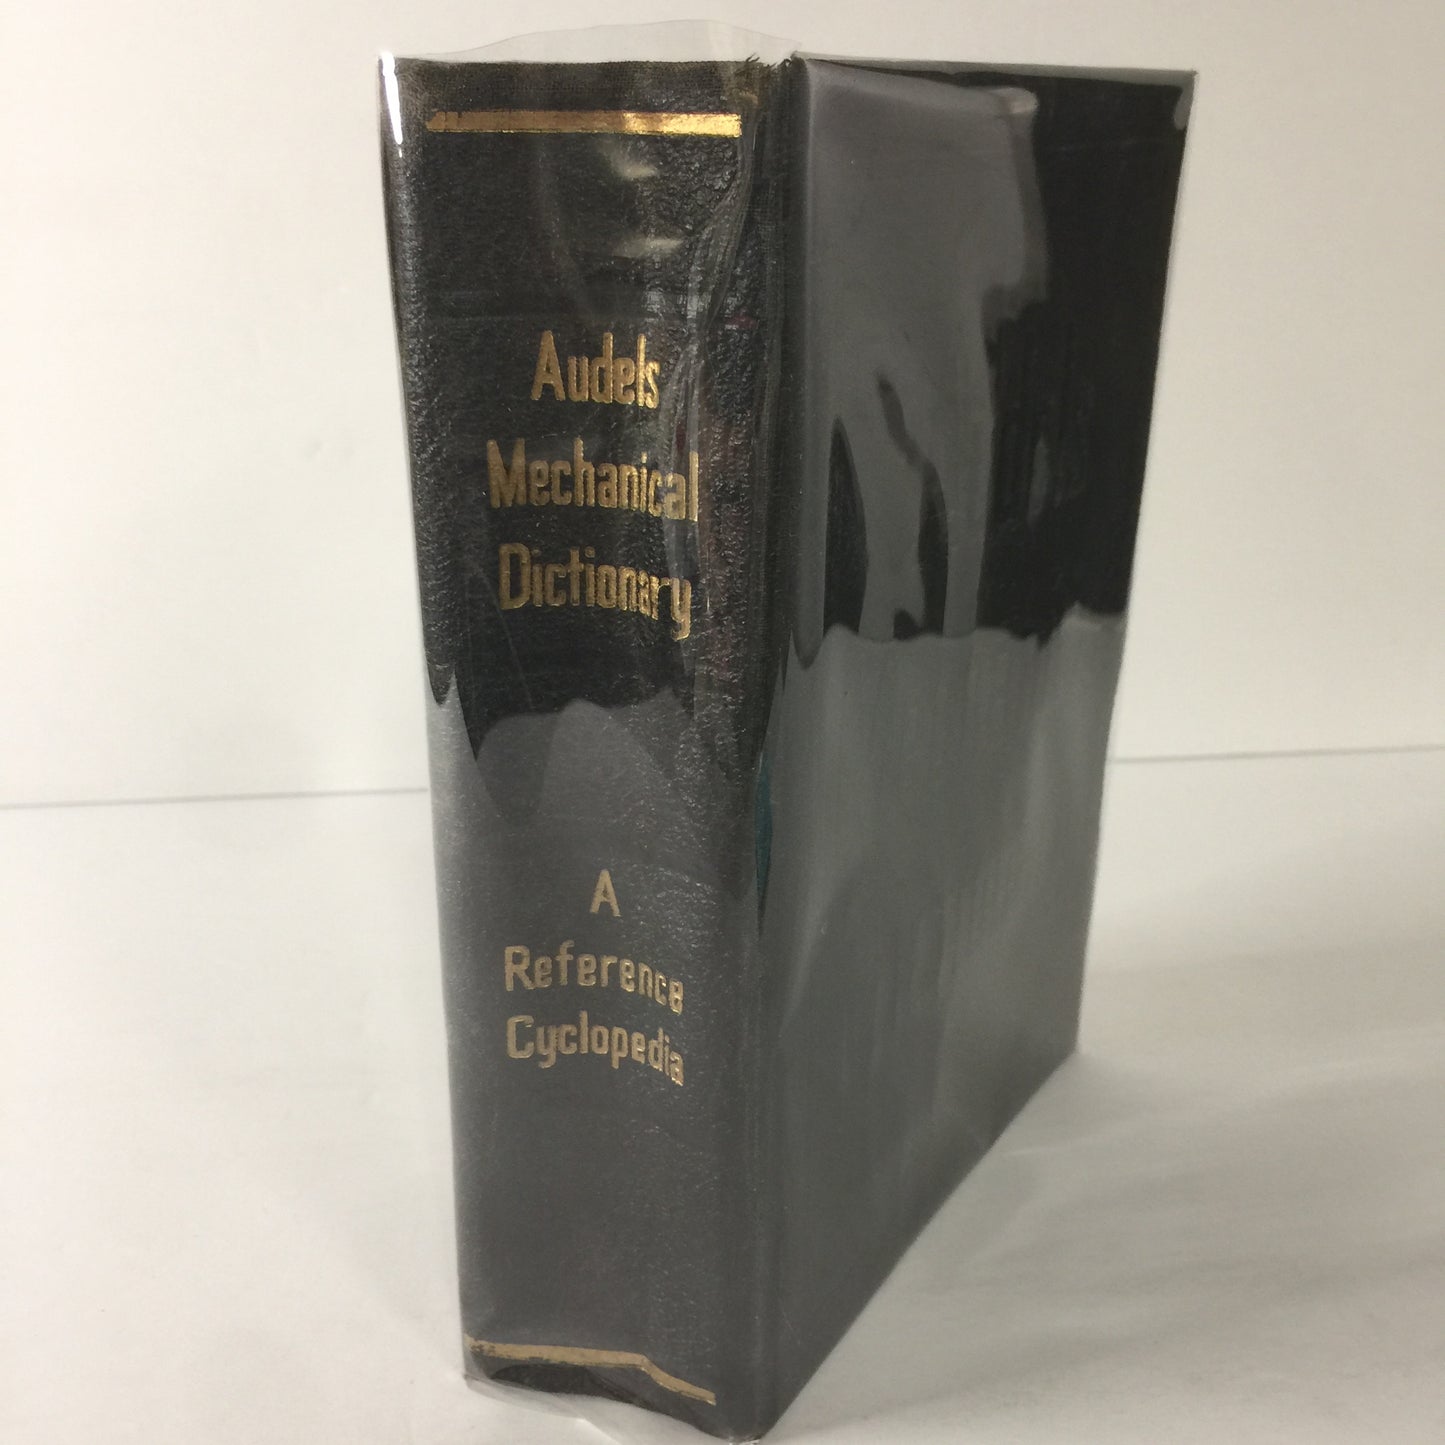 Audels
Mechanical
Dictionary
A
Reference
Cyclopedia